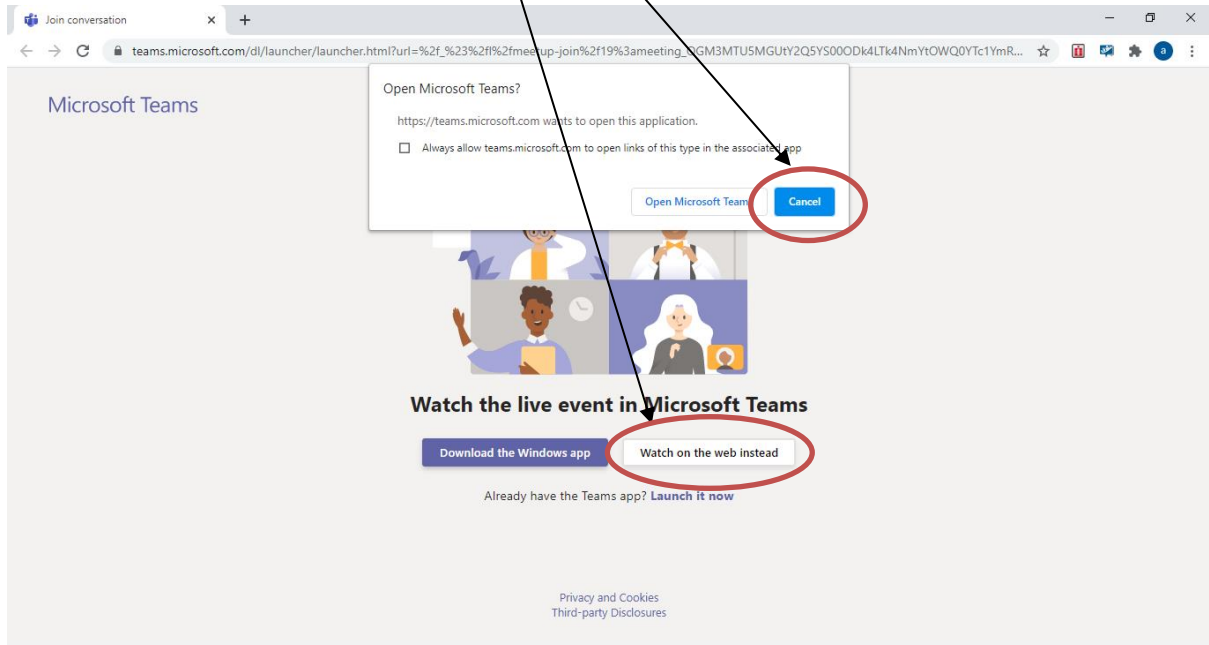 Join conversation
teams.microsoft.com/dl/launcher/launcher.html?url=%2f_%23%2fl%2fmeetup-join%2f19%3ameeting_OGM3MTU5MGUtY2Q5YS00ODk4LTk4NmYtOWQ0YTc1YmR...
a
Microsoft Teams
Open Microsoft Teams?
https://teams.microsoft.com wants to open this application.
Always allow teams.microsoft.com to open links of this type in the associated app
Open Microsoft Teams
Cancel
Watch the live event in Microsoft Teams
Download the Windows app
Watch on the web instead
Already have the Teams app? Launch it now
Privacy and Cookies
Third-party Disclosures